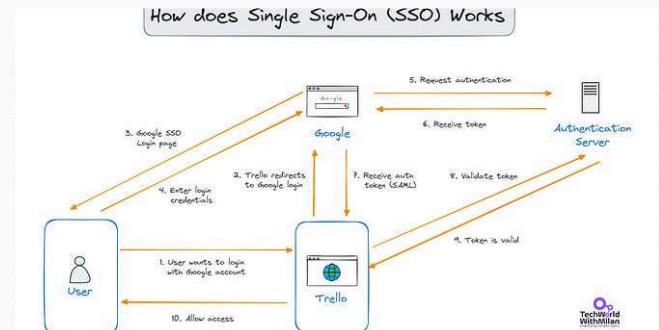 How does Single Sign-On (SSO) Works
5. Request authentication
Google
6. Receive token
Google
Authentication
Server
3. Google SSO
Login page
4. Enter login
credentials
2. Trello redirects
to Google login
7. Receive auth
token (SAML)
8. Validate token
9. Token is valid
1. User wants to login
with Google account
User
Trello
10. Allow access
TechWorld
WithMilan